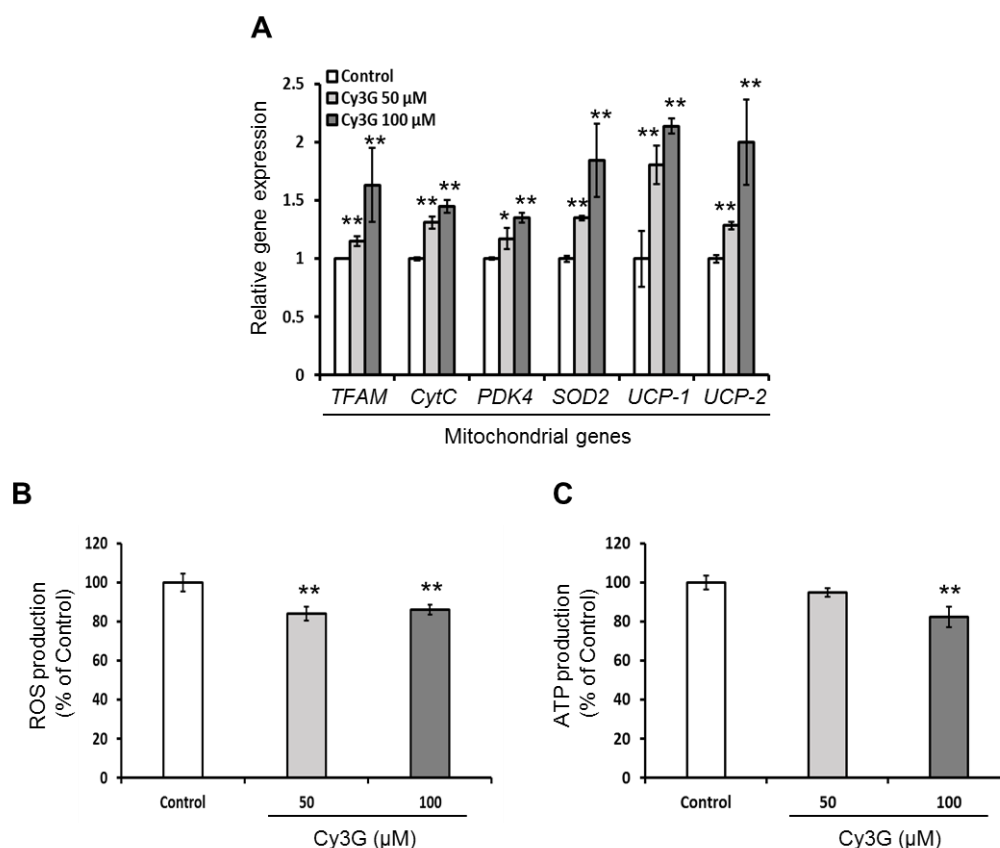 A
Control
Cy3G 50 µM
Cy3G 100 µM
Relative gene expression
2.5
2
1.5
1
0.5
0
** ** ** ** * ** ** ** ** ** ** **
TFAM CytC PDK4 SOD2 UCP-1 UCP-2
Mitochondrial genes
B
ROS production
(% of Control)
120
100
80
60
40
20
0
** **
Control 50 100
Cy3G (µM)
C
ATP production
(% of Control)
120
100
80
60
40
20
0
**
Control 50 100
Cy3G (µM)